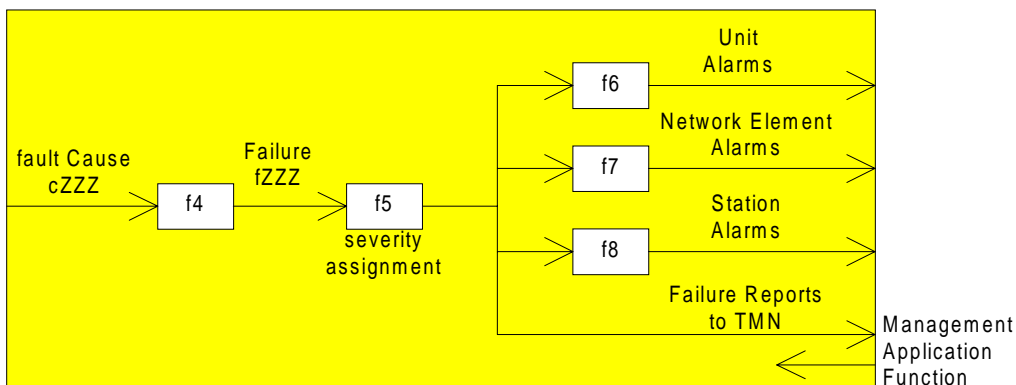 Unit
Alarms
f6
Network Element
Alarms
fault Cause
cZZZ
Failure
fZZZ
f7
f4
f5
severity
assignment
Station
Alarms
f8
Failure Reports
to TMN
Management
Application
Function